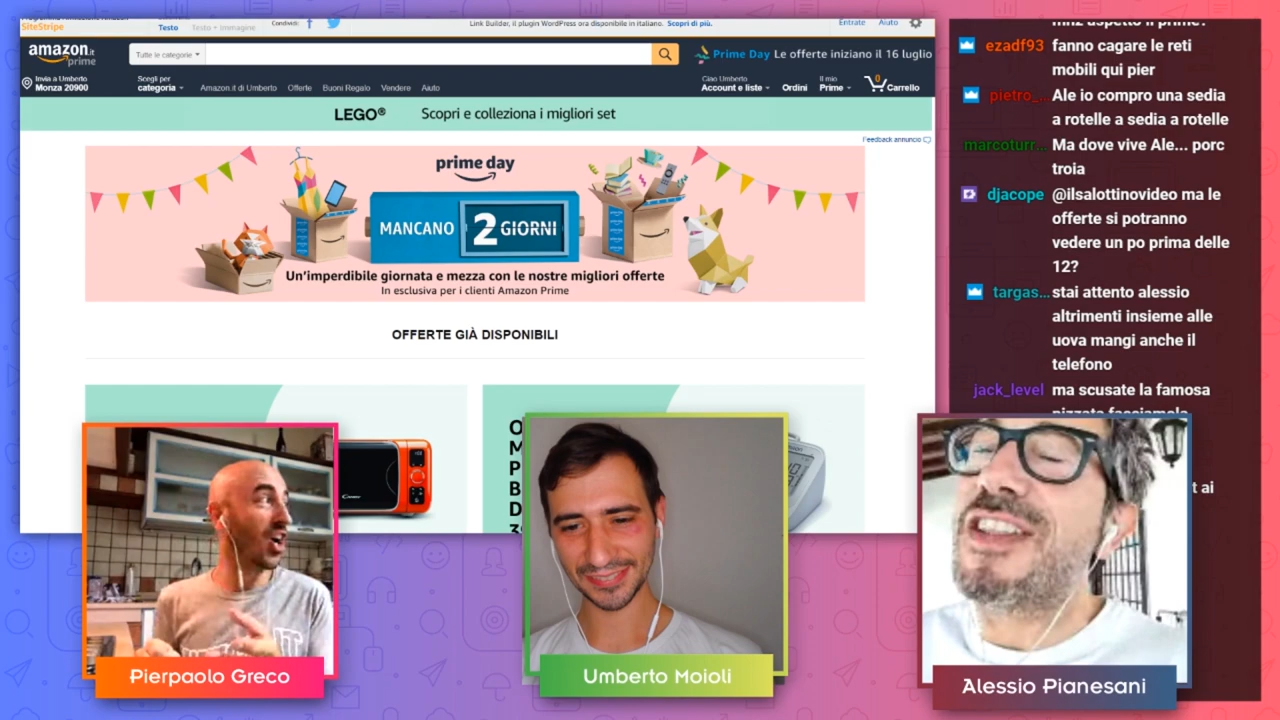 SiteStripe
Testo
Testo + Immagine
Condividi:
Link Builder, il plugin WordPress ora disponibile in italiano. Scopri di più.
Entrate
Aiuto
amazon.it
prime
Tutte le categorie
Prime Day Le offerte iniziano il 16 luglio
Invia a Umberto
Monza 20900
Scegli per
categoria
Amazon.it di Umberto
Offerte
Buoni Regalo
Vendere
Aiuto
Ciao Umberto
Account e liste
Ordini
Il mio
Prime
0
Carrello
LEGO® Scopri e colleziona i migliori set
Feedback annuncio
prime day
MANCANO 2 GIORNI
Un'imperdibile giornata e mezza con le nostre migliori offerte
In esclusiva per i clienti Amazon Prime
OFFERTE GIÀ DISPONIBILI
O
M
P
B
D
Pierpaolo Greco
Umberto Moioli
Alessio Pianesani
ezadf93 fanno cagare le reti
mobili qui pier
pietro_... Ale io compro una sedia
a rotelle a sedia a rotelle
marcoturr... Ma dove vive Ale... porc
troia
djacope @ilsalottinovideo ma le
offerte si potranno
vedere un po prima delle
12?
targas... stai attento alessio
altrimenti insieme alle
uova mangi anche il
telefono
jack_level ma scusate la famosa
pizzata facciamola
t ai